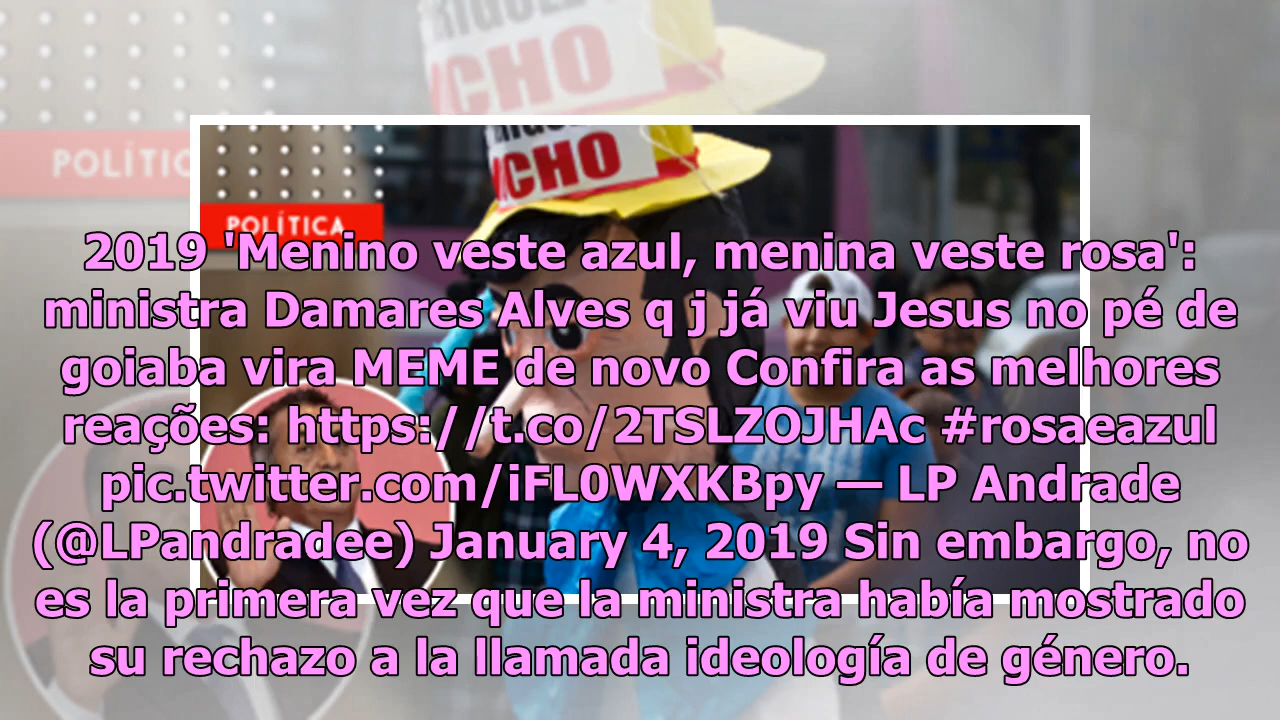 CHO
CHO
POLÍTIC
POLÍTICA
2019 'Menino veste azul, menina veste rosa':
ministra Damares Alves q j já viu Jesus no pé de
goiaba vira MEME de novo Confira as melhores
reações: https://t.co/2TSLZOJHAc #rosaeazul
pic.twitter.com/iFL0WXKBpy — LP Andrade
(@LPandradee) January 4, 2019 Sin embargo, no
es la primera vez que la ministra había mostrado
su rechazo a la llamada ideología de género.